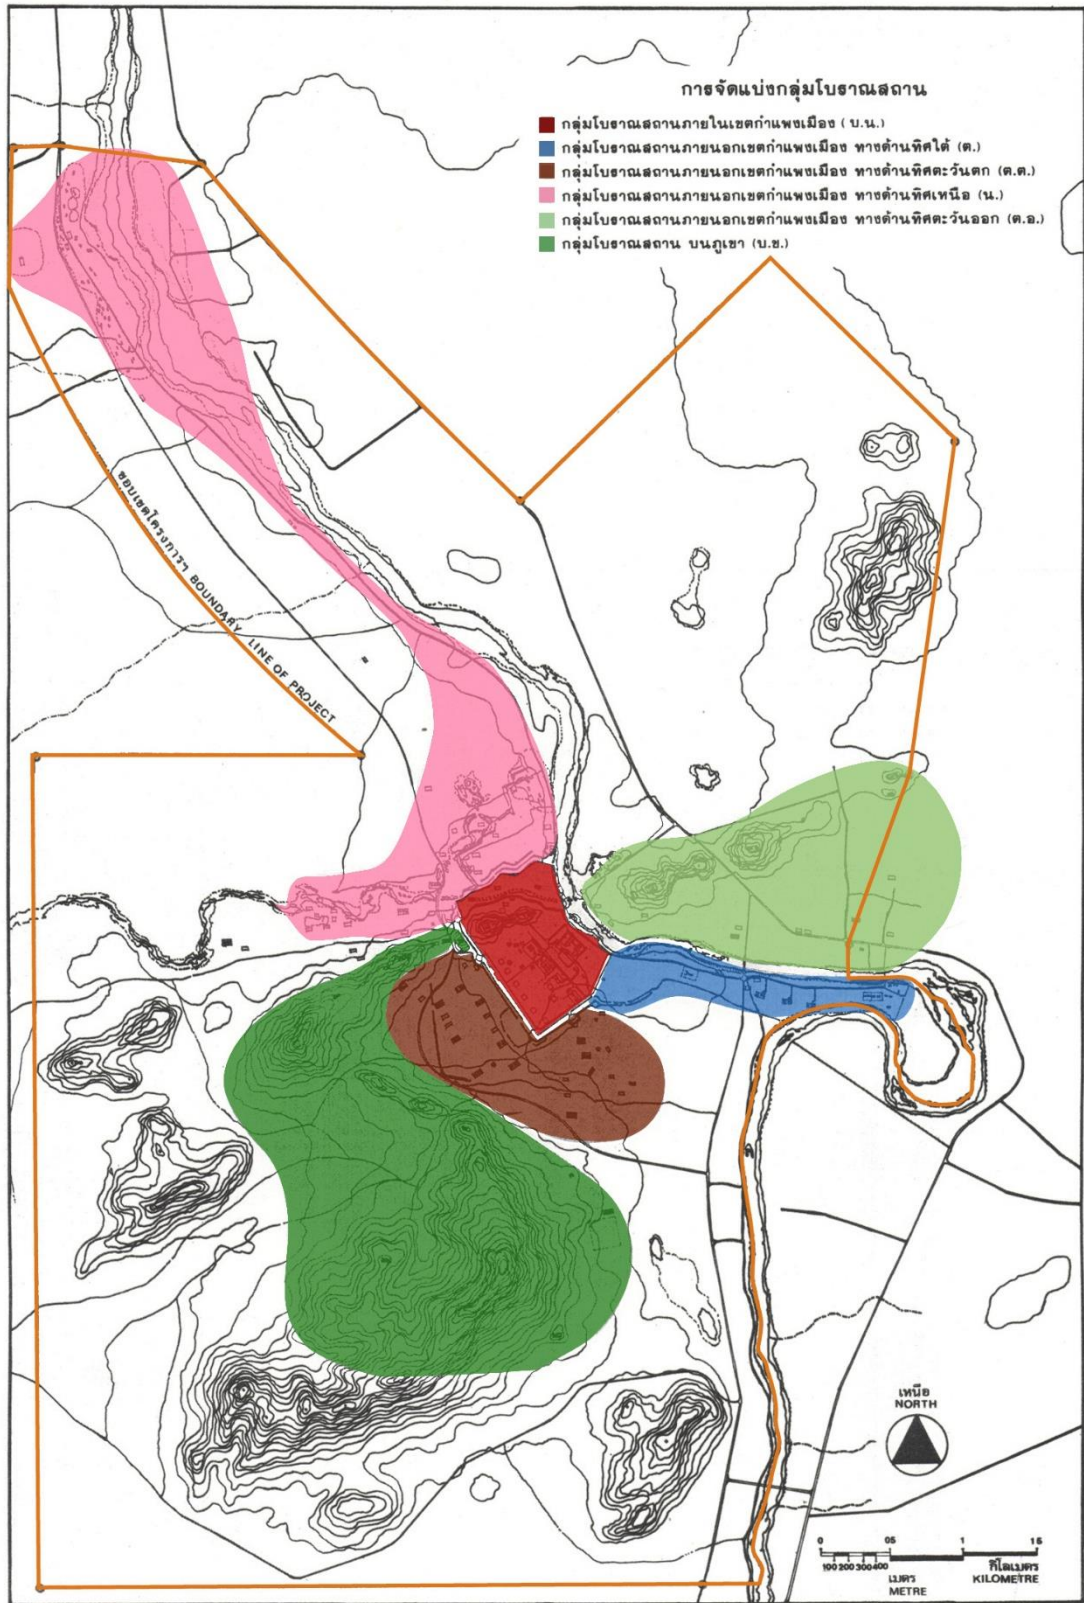 การจัดแบ่งกลุ่มโบราณสถาน
กลุ่มโบราณสถานภายในเขตกำแพงเมือง ( บ.น.)
กลุ่มโบราณสถานภายนอกเขตกำแพงเมือง ทางด้านทิศใต้ (ต.)
กลุ่มโบราณสถานภายนอกเขตกำแพงเมือง ทางด้านทิศตะวันตก (ต.ต.)
กลุ่มโบราณสถานภายนอกเขตกำแพงเมือง ทางด้านทิศเหนือ (น.)
กลุ่มโบราณสถานภายนอกเขตกำแพงเมือง ทางด้านทิศตะวันออก (ต.อ.)
กลุ่มโบราณสถาน บนภูเขา (บ.ข.)
ขอบเขตโครงการฯ BOUNDARY LINE OF PROJECT
เหนือ
NORTH
0 05 1 15
100 200 300 400
เมตร
METRE
กิโลเมตร
KILOMETRE